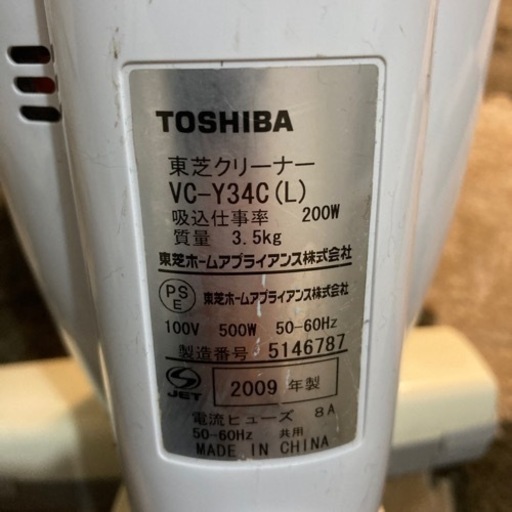 TOSHIBA
東芝クリーナー
VC-Y34C(L)
吸込仕事率 200W
質量 3.5kg
東芝ホームアプライアンス株式会社
PS
E
東芝ホームアプライアンス株式会社
100V 500W 50-60Hz
製造番号 5146787
S
JET
2009 年製
電流ヒューズ 8A
50-60Hz 共用
MADE IN CHINA